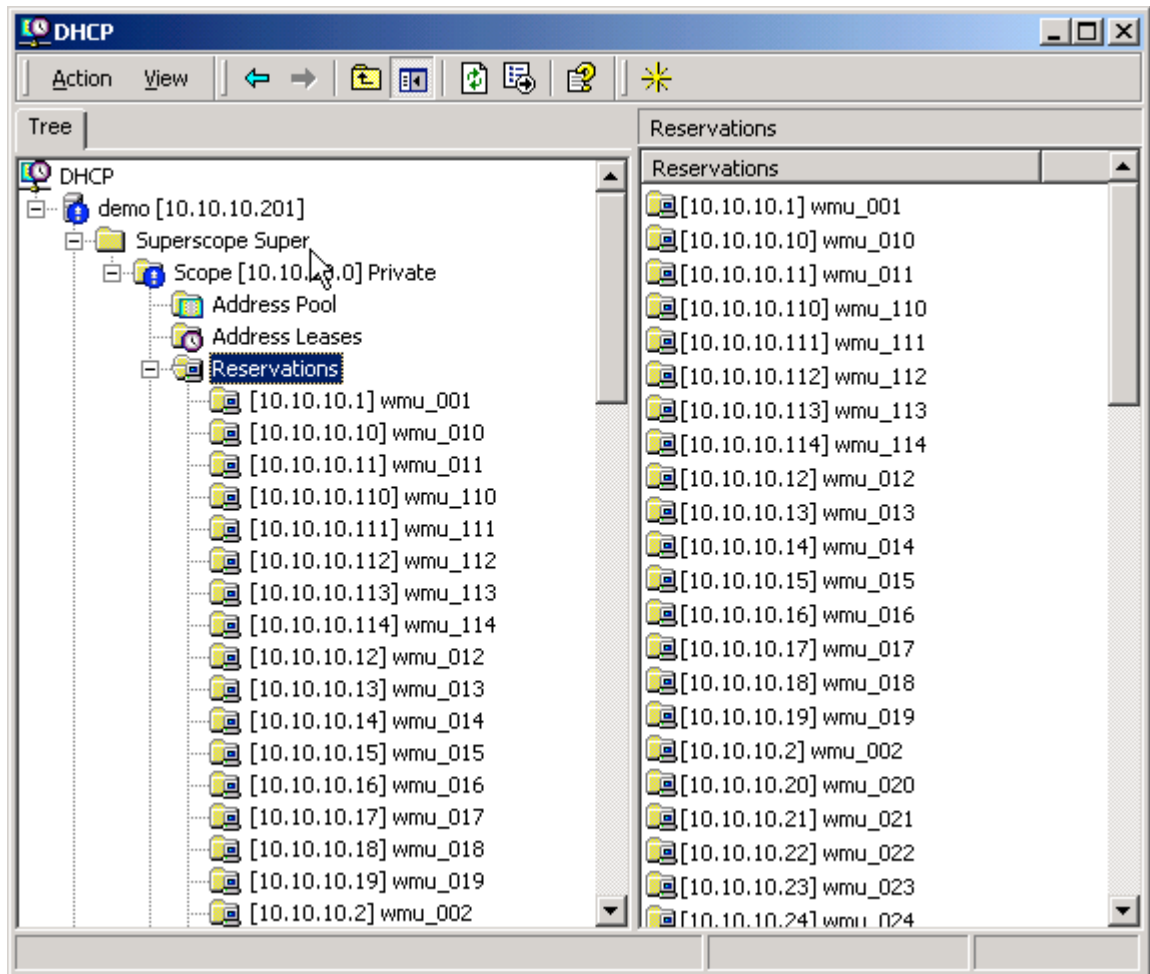 DHCP
Action View
Tree
DHCP
demo [10.10.10.201]
Superscope Super
Scope [10.10. .0] Private
Address Pool
Address Leases
Reservations
[10.10.10.1] wmu_001
[10.10.10.10] wmu_010
[10.10.10.11] wmu_011
[10.10.10.110] wmu_110
[10.10.10.111] wmu_111
[10.10.10.112] wmu_112
[10.10.10.113] wmu_113
[10.10.10.114] wmu_114
[10.10.10.12] wmu_012
[10.10.10.13] wmu_013
[10.10.10.14] wmu_014
[10.10.10.15] wmu_015
[10.10.10.16] wmu_016
[10.10.10.17] wmu_017
[10.10.10.18] wmu_018
[10.10.10.19] wmu_019
[10.10.10.2] wmu_002
Reservations
Reservations
[10.10.10.1] wmu_001
[10.10.10.10] wmu_010
[10.10.10.11] wmu_011
[10.10.10.110] wmu_110
[10.10.10.111] wmu_111
[10.10.10.112] wmu_112
[10.10.10.113] wmu_113
[10.10.10.114] wmu_114
[10.10.10.12] wmu_012
[10.10.10.13] wmu_013
[10.10.10.14] wmu_014
[10.10.10.15] wmu_015
[10.10.10.16] wmu_016
[10.10.10.17] wmu_017
[10.10.10.18] wmu_018
[10.10.10.19] wmu_019
[10.10.10.2] wmu_002
[10.10.10.20] wmu_020
[10.10.10.21] wmu_021
[10.10.10.22] wmu_022
[10.10.10.23] wmu_023
[10.10.10.24] wmu_024